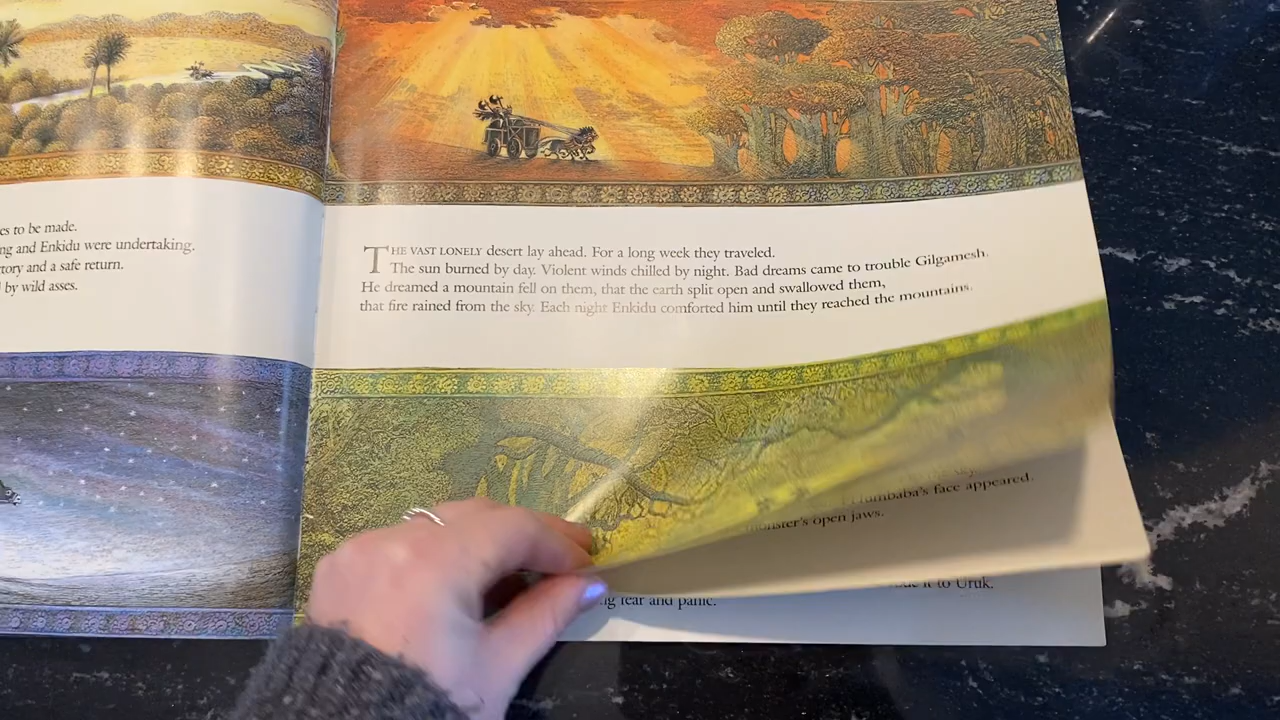 es to be made.
ng and Enkidu were undertaking.
tory and a safe return.
by wild asses.
THE VAST LONELY desert lay ahead. For a long week they traveled.
The sun burned by day. Violent winds chilled by night. Bad dreams came to trouble Gilgamesh.
He dreamed a mountain fell on them, that the earth split open and swallowed them,
that fire rained from the sky. Each night Enkidu comforted him until they reached the mountains.
Humbaba's face appeared.
monster's open jaws.
it to Uruk.
ng fear and panic.